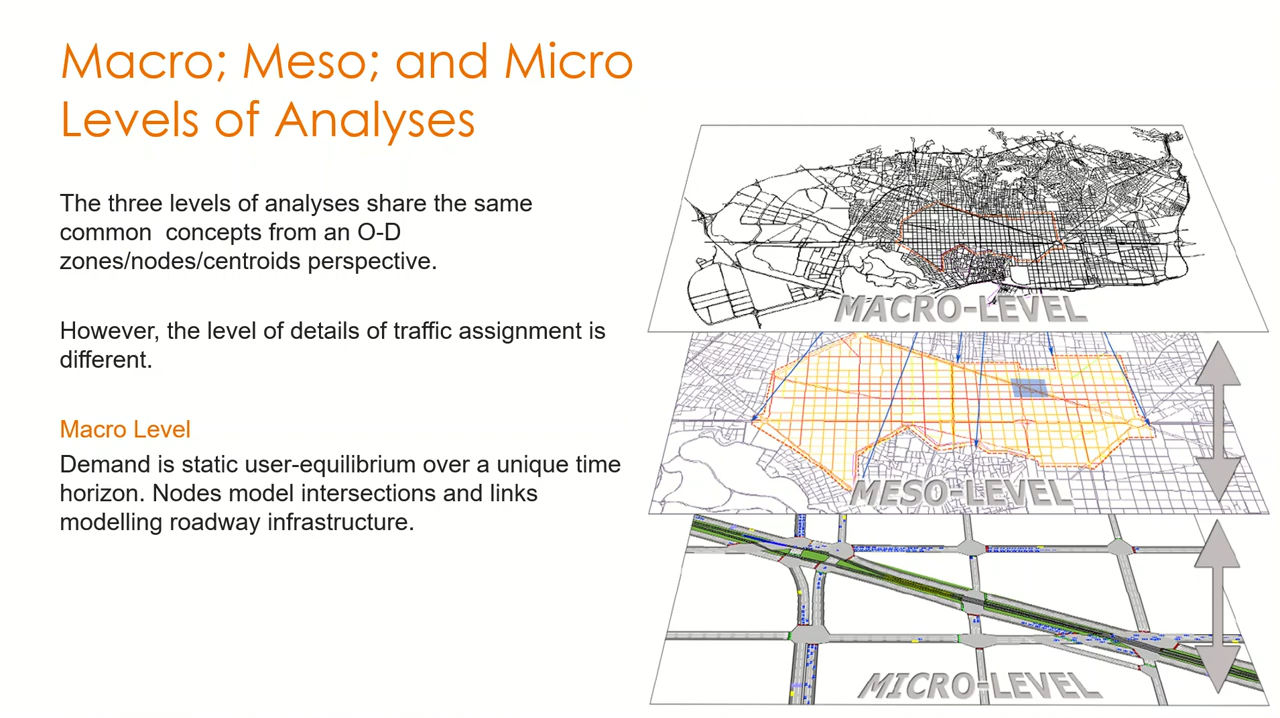 Macro; Meso; and Micro
Levels of Analyses
The three levels of analyses share the same
common concepts from an O-D
zones/nodes/centroids perspective.
However, the level of details of traffic assignment is
different.
Macro Level
Demand is static user-equilibrium over a unique time
horizon. Nodes model intersections and links
modelling roadway infrastructure.
MACRO-LEVEL
MESO-LEVEL
MICRO-LEVEL